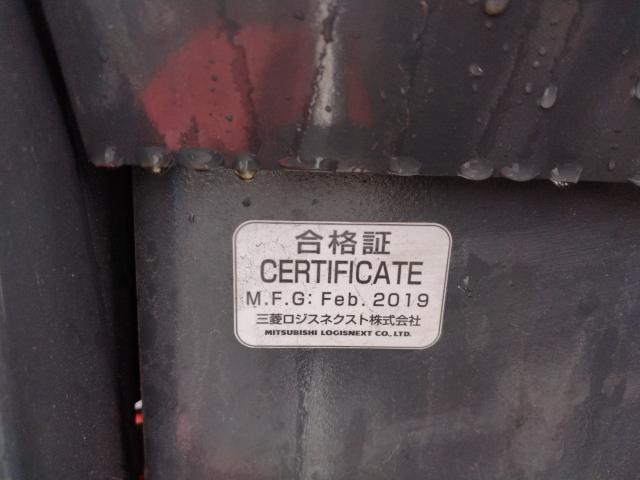 合格証
CERTIFICATE
M.F.G: Feb. 2019
三菱ロジスネクスト株式会社
MITSUBISHI LOGISNEXT CO., LTD.